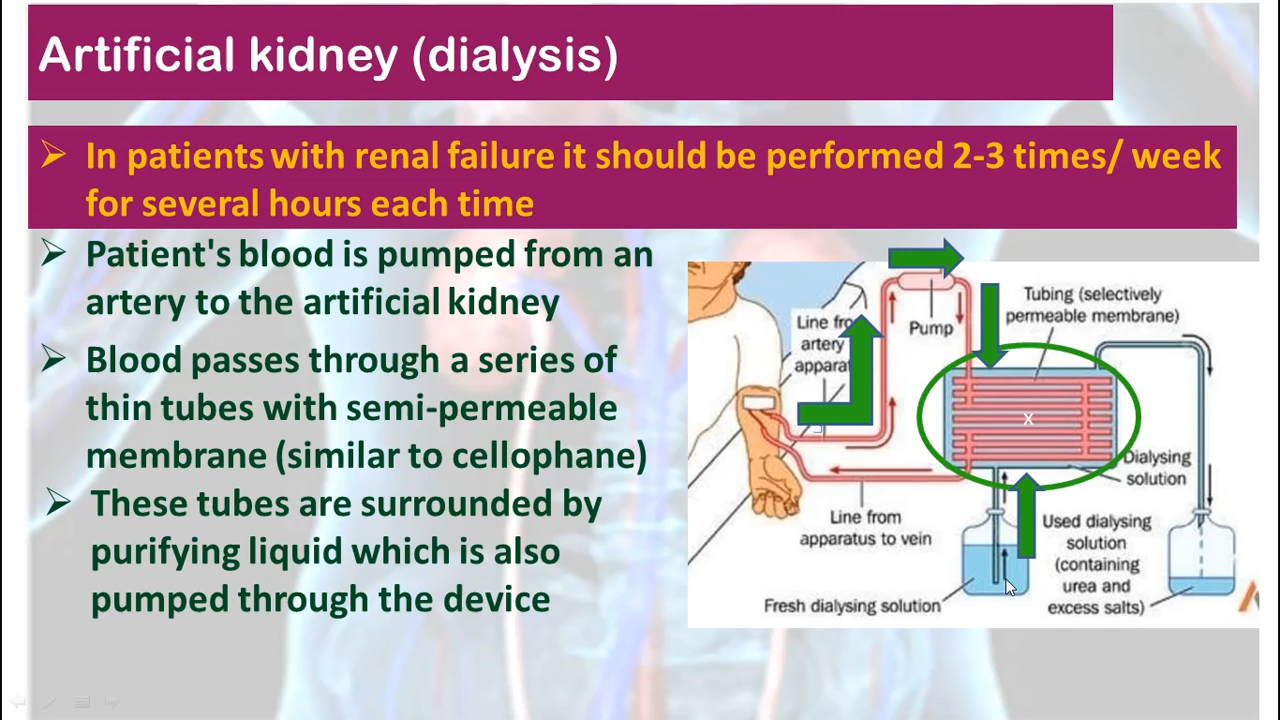 Artificial kidney (dialysis)
In patients with renal failure it should be performed 2-3 times/ week
for several hours each time
Patient's blood is pumped from an
artery to the artificial kidney
Blood passes through a series of
thin tubes with semi-permeable
membrane (similar to cellophane)
These tubes are surrounded by
purifying liquid which is also
pumped through the device
Tubing (selectively
permeable membrane)
Pump
Line
artery
x
Dialysing
solution
Line from
apparatus to vein
Used dialysing
solution
(containing
urea and
excess salts)
Fresh dialysing solution